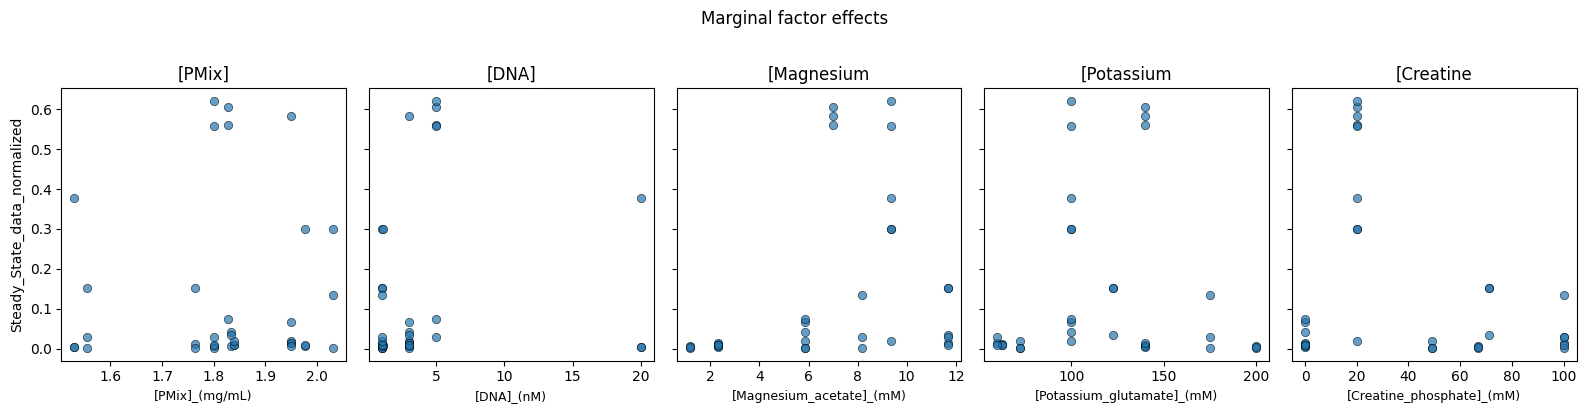 Marginal factor effects
[PMix]
[DNA]
[Magnesium
[Potassium
[Creatine
Steady_State_data_normalized
0.6
0.5
0.4
0.3
0.2
0.1
0.0
1.6 1.7 1.8 1.9 2.0
5 10 15 20
2 4 6 8 10 12
100 150 200
0 20 40 60 80 100
[PMix]_(mg/mL)
[DNA]_(nM)
[Magnesium_acetate]_(mM)
[Potassium_glutamate]_(mM)
[Creatine_phosphate]_(mM)